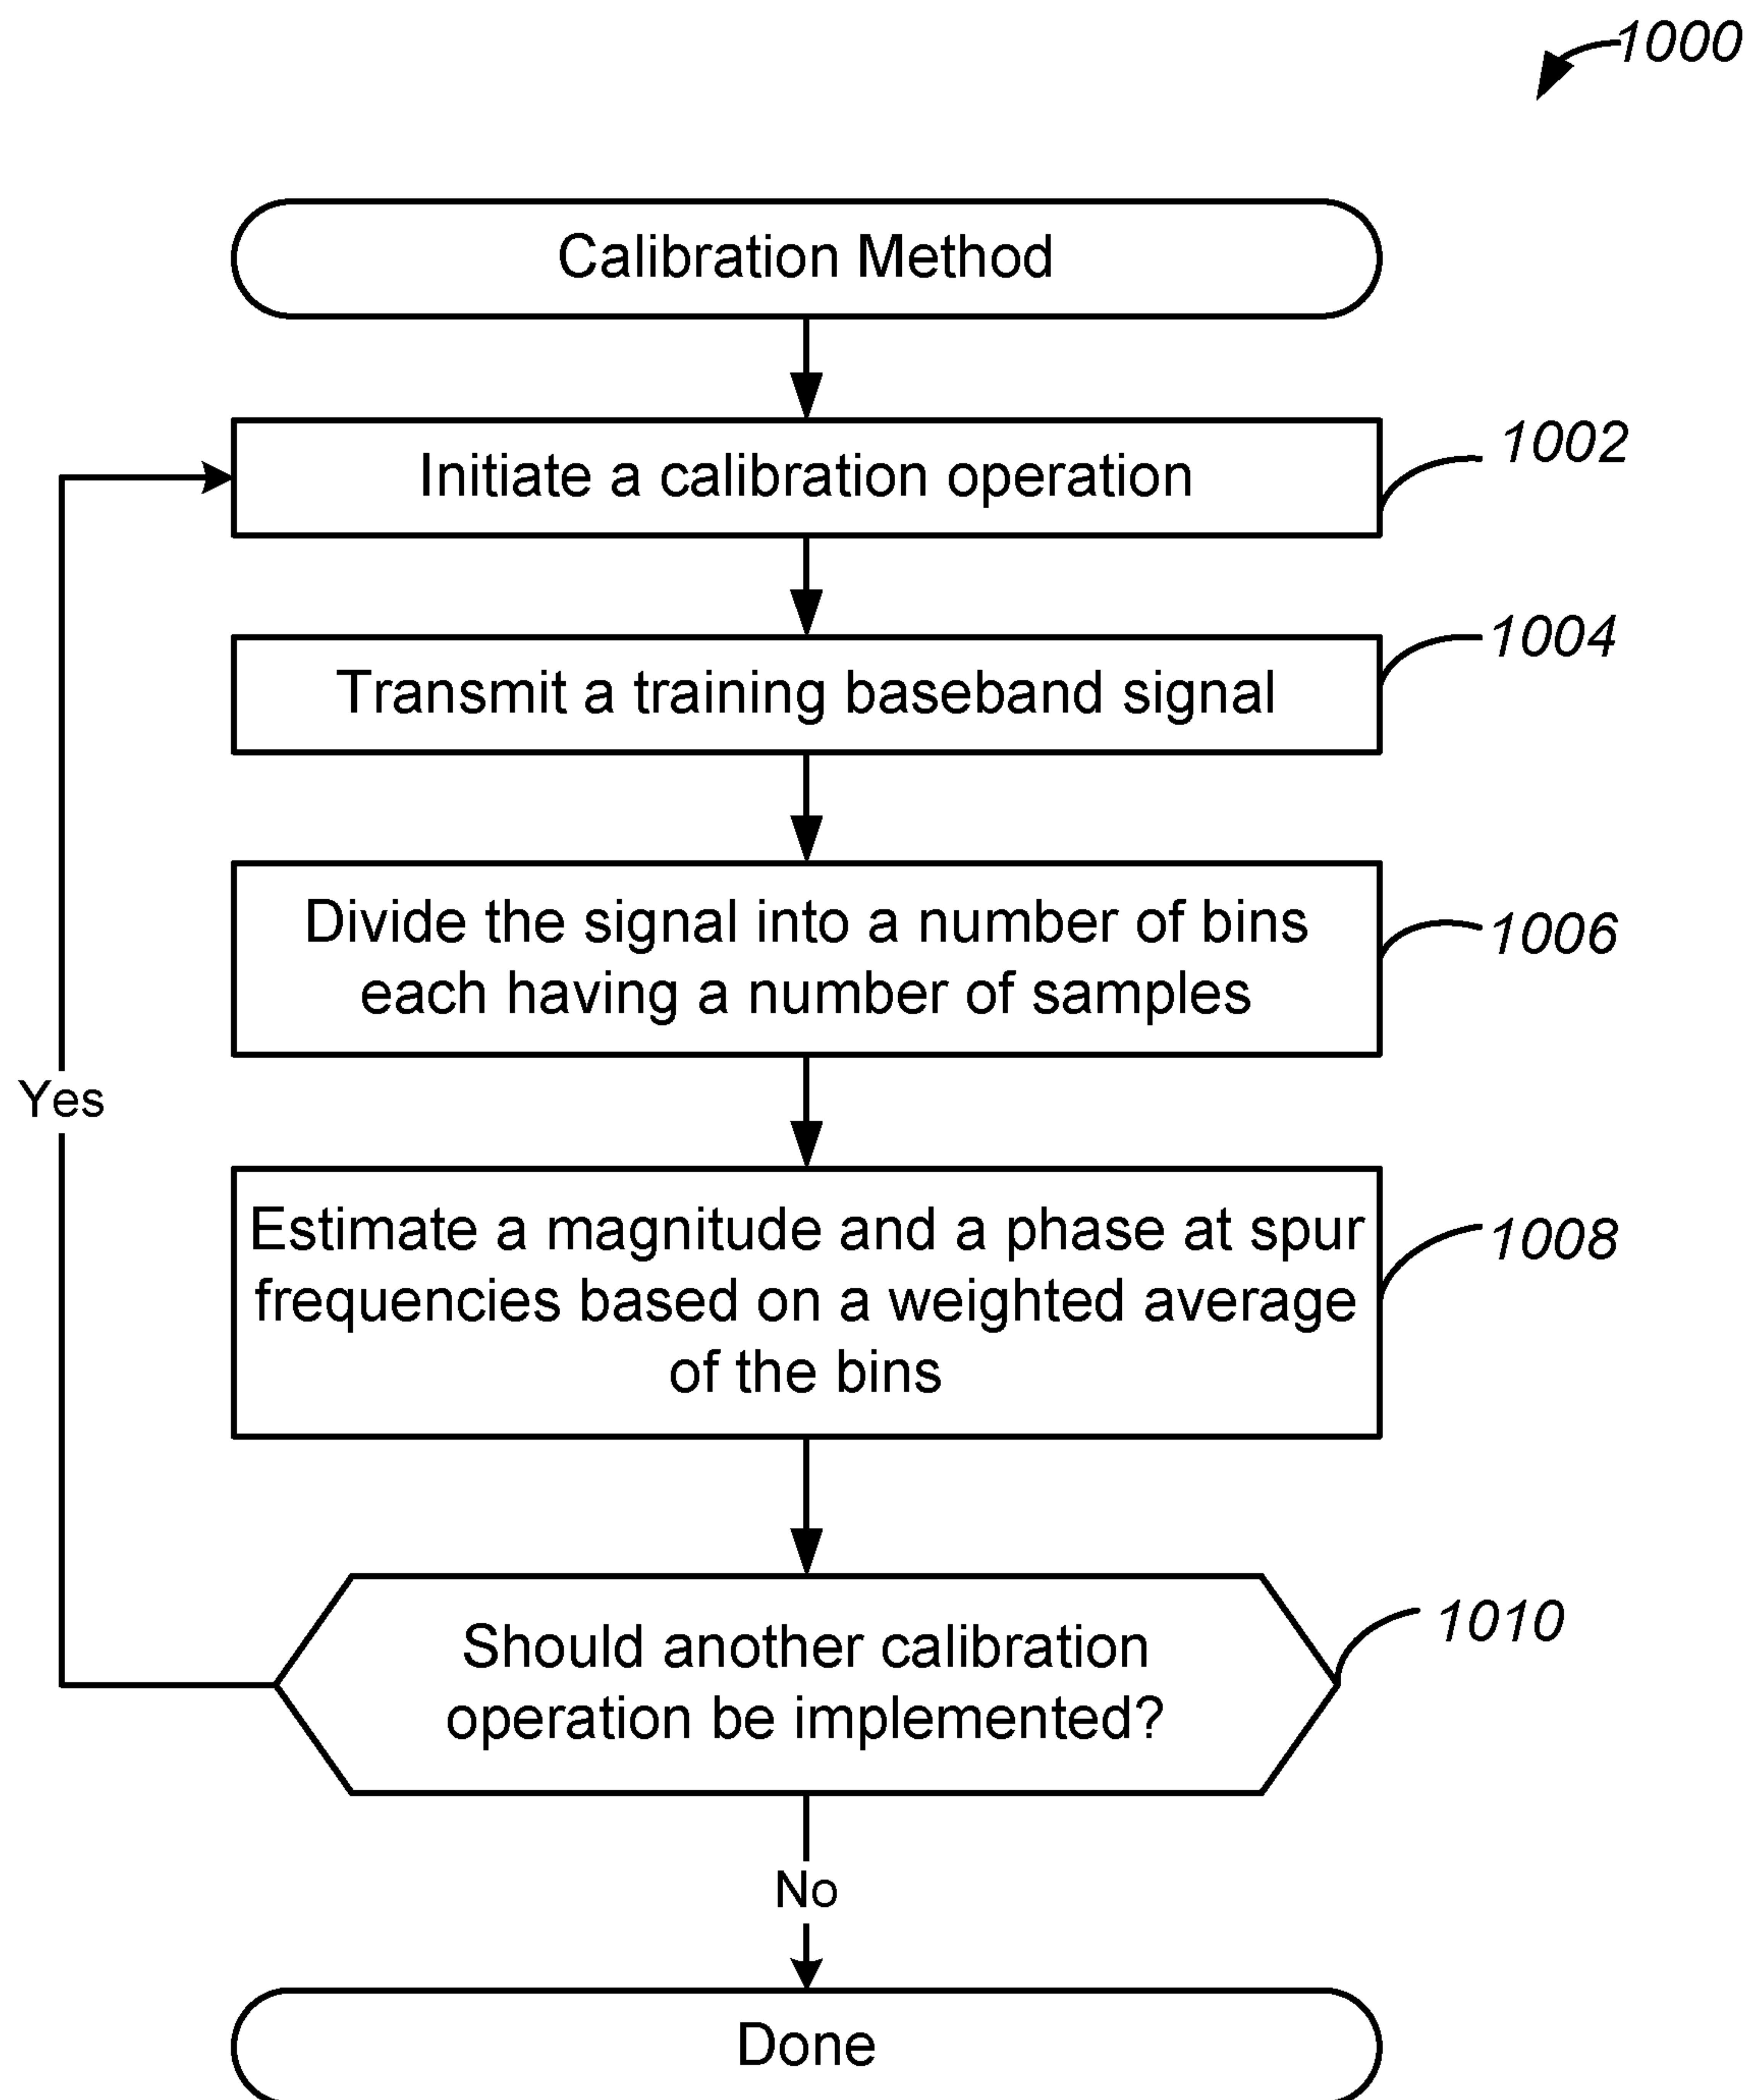 1000
Calibration Method
Initiate a calibration operation
1002
Transmit a training baseband signal
1004
Divide the signal into a number of bins
each having a number of samples
1006
Yes
Estimate a magnitude and a phase at spur
frequencies based on a weighted average
of the bins
1008
Should another calibration
operation be implemented?
1010
No
Done